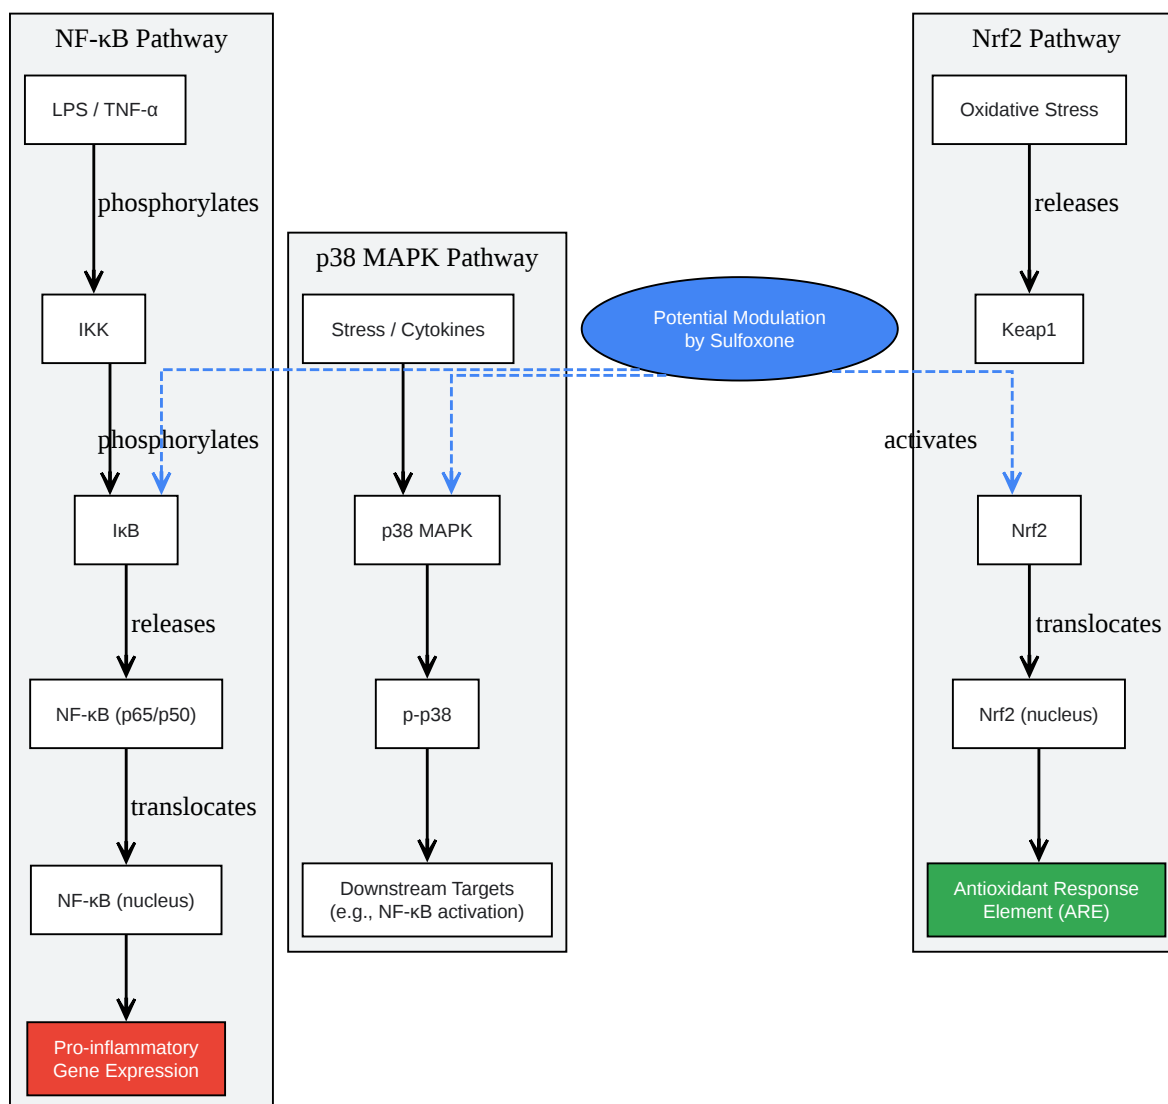 NF-κB Pathway
LPS / TNF-α
phosphorylates
IKK
phosphorylates
IκB
releases
NF-κB (p65/p50)
translocates
NF-κB (nucleus)
Pro-inflammatory
Gene Expression
p38 MAPK Pathway
Stress / Cytokines
p38 MAPK
p-p38
Downstream Targets
(e.g., NF-κB activation)
Potential Modulation
by Sulfoxone
activates
Nrf2 Pathway
Oxidative Stress
releases
Keap1
Nrf2
translocates
Nrf2 (nucleus)
Antioxidant Response
Element (ARE)